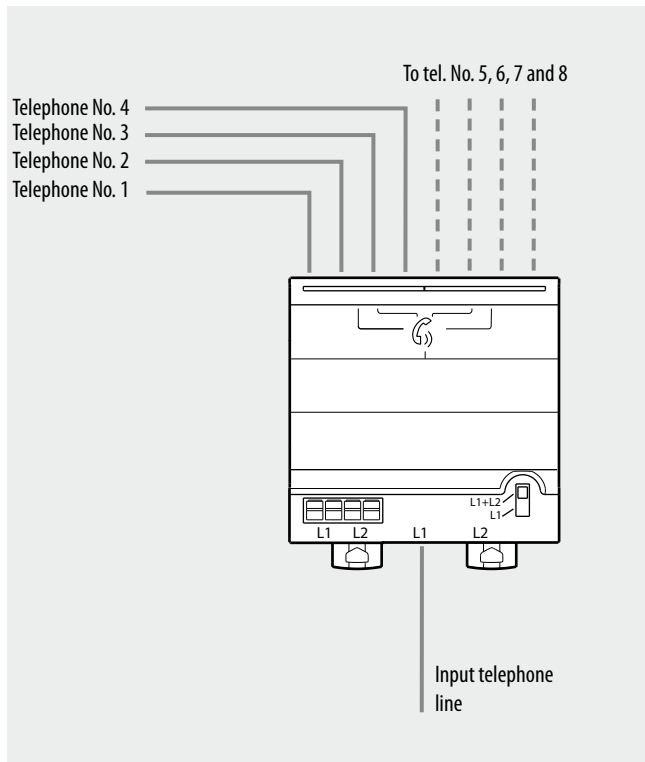 To tel. No. 5, 6, 7 and 8
Telephone No. 4
Telephone No. 3
Telephone No. 2
Telephone No. 1
L1+L2
L1
L1 L2 L1 L2
Input telephone
line